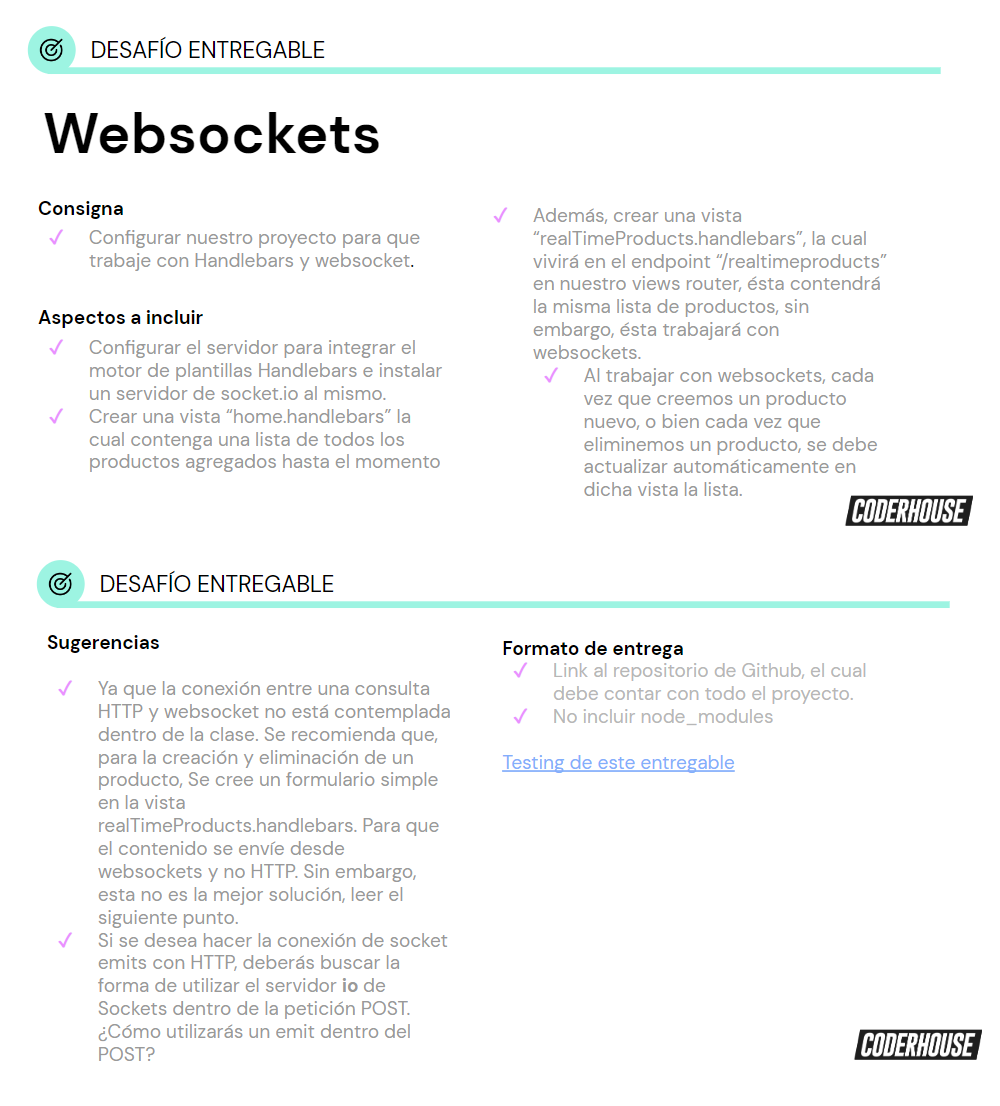 DESAFÍO ENTREGABLE
Websockets
Consigna
✓ Configurar nuestro proyecto para que
trabaje con Handlebars y websocket.
Aspectos a incluir
✓ Configurar el servidor para integrar el
motor de plantillas Handlebars e instalar
un servidor de socket.io al mismo.
✓ Crear una vista “home.handlebars” la
cual contenga una lista de todos los
productos agregados hasta el momento
✓ Además, crear una vista
“realTimeProducts.handlebars”, la cual
vivirá en el endpoint “/realtimeproducts”
en nuestro views router, ésta contendrá
la misma lista de productos, sin
embargo, ésta trabajará con
websockets.
✓ Al trabajar con websockets, cada
vez que creemos un producto
nuevo, o bien cada vez que
eliminemos un producto, se debe
actualizar automáticamente en
dicha vista la lista.
CODERHOUSE
DESAFÍO ENTREGABLE
Sugerencias
✓ Ya que la conexión entre una consulta
HTTP y websocket no está contemplada
dentro de la clase. Se recomienda que,
para la creación y eliminación de un
producto, Se cree un formulario simple
en la vista
realTimeProducts.handlebars. Para que
el contenido se envíe desde
websockets y no HTTP. Sin embargo,
esta no es la mejor solución, leer el
siguiente punto.
✓ Si se desea hacer la conexión de socket
emits con HTTP, deberás buscar la
forma de utilizar el servidor io de
Sockets dentro de la petición POST.
¿Cómo utilizarás un emit dentro del
POST?
Formato de entrega
✓ Link al repositorio de Github, el cual
debe contar con todo el proyecto.
✓ No incluir node_modules
Testing de este entregable
CODERHOUSE